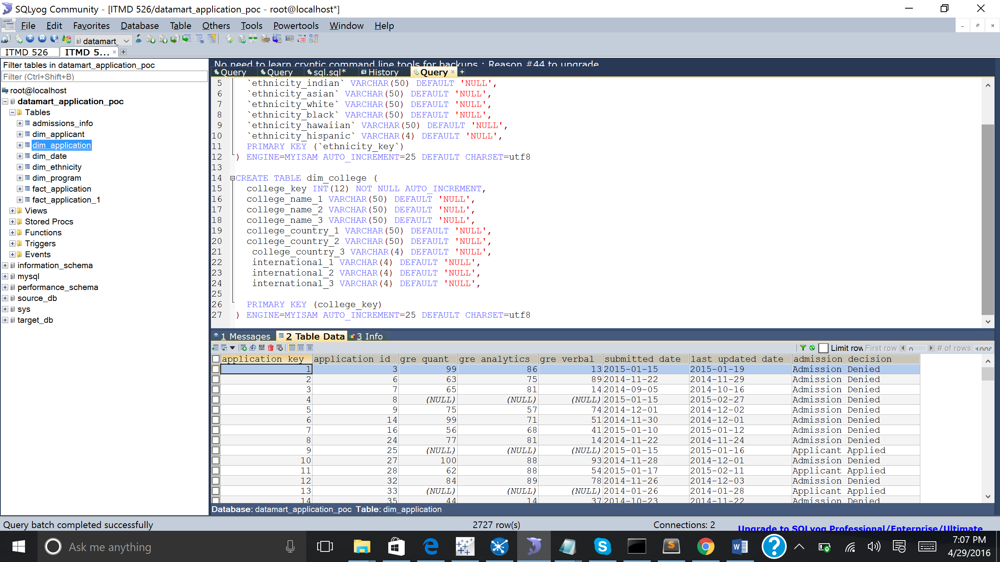 SQLyog Community - [ITMD 526/datamart_application_poc - root@localhost*]
File Edit Favorites Database Table Others Tools Powertools Window Help
datamart_
ITMD 526 ITMD 5...
Filter tables in datamart_application_poc
Filter (Ctrl+Shift+B)
root@localhost
datamart_application_poc
Tables
admissions_info
dim_applicant
dim_application
dim_date
dim_ethnicity
dim_program
fact_application
fact_application_1
Views
Stored Procs
Functions
Triggers
Events
information_schema
mysql
performance_schema
source_db
sys
target_db
No need to learn cryptic command line tools for backups : Reason #44 to upgrade
Query Query sql.sql* History Query
5 `ethnicity_indian` VARCHAR(50) DEFAULT 'NULL',
6 `ethnicity_asian` VARCHAR(50) DEFAULT 'NULL',
7 `ethnicity_white` VARCHAR(50) DEFAULT 'NULL',
8 `ethnicity_black` VARCHAR(50) DEFAULT 'NULL',
9 `ethnicity_hawaiian` VARCHAR(50) DEFAULT 'NULL',
10 `ethnicity_hispanic` VARCHAR(4) DEFAULT 'NULL',
11 PRIMARY KEY (`ethnicity_key`)
12 ) ENGINE=MYISAM AUTO_INCREMENT=25 DEFAULT CHARSET=utf8
13
14 CREATE TABLE dim_college (
15 college_key INT(12) NOT NULL AUTO_INCREMENT,
16 college_name_1 VARCHAR(50) DEFAULT 'NULL',
17 college_name_2 VARCHAR(50) DEFAULT 'NULL',
18 college_name_3 VARCHAR(50) DEFAULT 'NULL',
19 college_country_1 VARCHAR(50) DEFAULT 'NULL',
20 college_country_2 VARCHAR(50) DEFAULT 'NULL',
21 college_country_3 VARCHAR(4) DEFAULT 'NULL',
22 international_1 VARCHAR(4) DEFAULT 'NULL',
23 international_2 VARCHAR(4) DEFAULT 'NULL',
24 international_3 VARCHAR(4) DEFAULT 'NULL',
25
26 PRIMARY KEY (college_key)
27 ) ENGINE=MYISAM AUTO_INCREMENT=25 DEFAULT CHARSET=utf8
1 Messages 2 Table Data 3 Info
Limit row First row 0 # of rows 1000
application_key application_id gre_quant gre_analytics gre_verbal submitted_date last_updated_date admission_decision
1 3 99 86 13 2015-01-15 2015-01-19 Admission Denied
2 6 63 75 89 2014-11-22 2014-11-29 Admission Denied
3 7 65 81 14 2014-09-05 2014-10-16 Admission Denied
4 8 (NULL) (NULL) (NULL) 2015-01-15 2015-02-27 Admission Denied
5 9 75 57 74 2014-12-01 2014-12-02 Admission Denied
6 14 99 71 51 2014-11-30 2014-12-01 Admission Denied
7 16 56 68 41 2015-01-10 2015-01-12 Admission Denied
8 24 77 81 14 2014-11-22 2014-11-24 Admission Denied
9 25 (NULL) (NULL) (NULL) 2015-01-15 2015-01-16 Applicant Applied
10 27 100 88 93 2014-11-28 2014-12-01 Admission Denied
11 28 62 88 54 2015-01-17 2015-02-11 Applicant Applied
12 32 84 89 78 2014-11-26 2014-12-03 Admission Denied
13 33 (NULL) (NULL) (NULL) 2014-01-26 2014-01-28 Applicant Applied
14 35 44 14 37 2014-10-23 2014-11-22 Admission Denied
Database: datamart_application_poc Table: dim_application
Query batch completed successfully 2727 row(s) Connections: 2 Upgrade to SQLyog Professional/Enterprise/Ultimate
Ask me anything
7:07 PM
4/29/2016